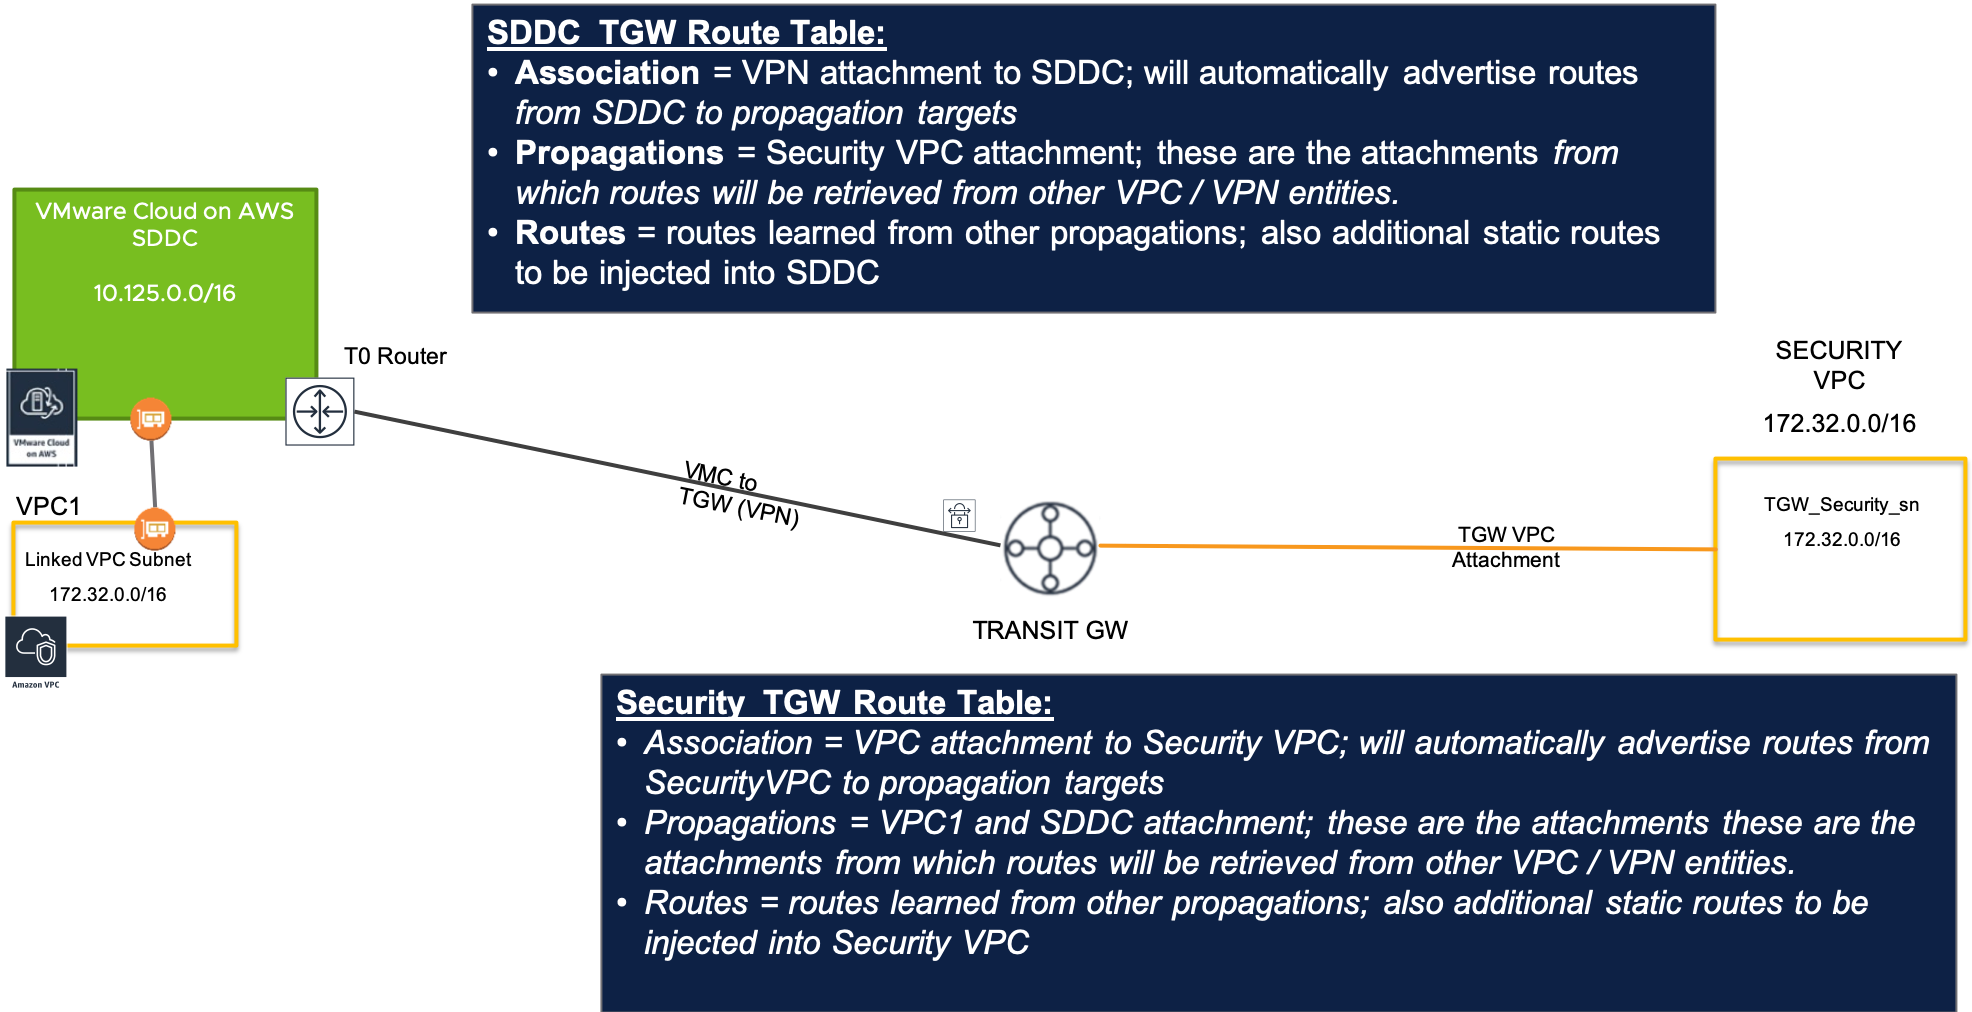 SDDC TGW Route Table:
• Association = VPN attachment to SDDC; will automatically advertise routes
from SDDC to propagation targets
• Propagations = Security VPC attachment; these are the attachments from
which routes will be retrieved from other VPC / VPN entities.
• Routes = routes learned from other propagations; also additional static routes
to be injected into SDDC
VMware Cloud on AWS
SDDC
10.125.0.0/16
T0 Router
VMware Cloud
on AWS
VPC1
Linked VPC Subnet
172.32.0.0/16
Amazon VPC
VMC to
TGW (VPN)
TRANSIT GW
TGW VPC
Attachment
SECURITY
VPC
172.32.0.0/16
TGW_Security_sn
172.32.0.0/16
Security TGW Route Table:
• Association = VPC attachment to Security VPC; will automatically advertise routes from
SecurityVPC to propagation targets
• Propagations = VPC1 and SDDC attachment; these are the attachments these are the
attachments from which routes will be retrieved from other VPC / VPN entities.
• Routes = routes learned from other propagations; also additional static routes to be
injected into Security VPC